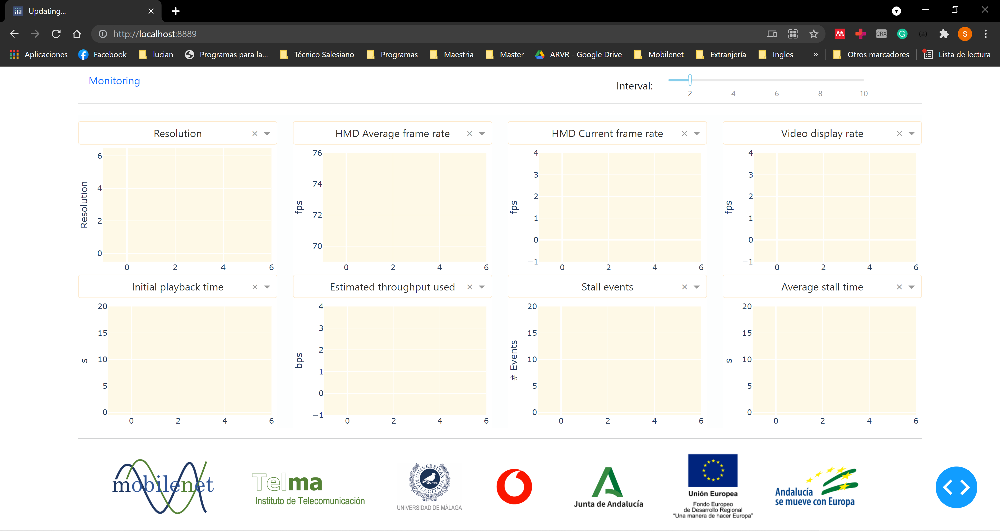 Updating...
http://localhost:8889
CRX
S
Aplicaciones Facebook lucian Programas para la... Técnico Salesiano Programas Maestria Master ARVR - Google Drive Mobilenet Extranjería Ingles » Otros marcadores Lista de lectura
Monitoring
Interval:
2 4 6 8 10
Resolution
HMD Average frame rate
HMD Current frame rate
Video display rate
Resolution
6
4
2
0
0 2 4 6
fps
76
74
72
70
0 2 4 6
fps
4
3
2
1
0
−1
0 2 4 6
fps
4
3
2
1
0
−1
0 2 4 6
Initial playback time
Estimated throughput used
Stall events
Average stall time
s
20
15
10
5
0
0 2 4 6
bps
4
3
2
1
0
−1
0 2 4 6
# Events
20
15
10
5
0
0 2 4 6
s
20
15
10
5
0
0 2 4 6
mobilenet
Telma
Instituto de Telecomunicación
UNIVERSITAS MALACITANA
UNIVERSIDAD DE MÁLAGA
Junta de Andalucía
Unión Europea
Fondo Europeo
de Desarrollo Regional
"Una manera de hacer Europa"
Andalucía
se mueve con Europa